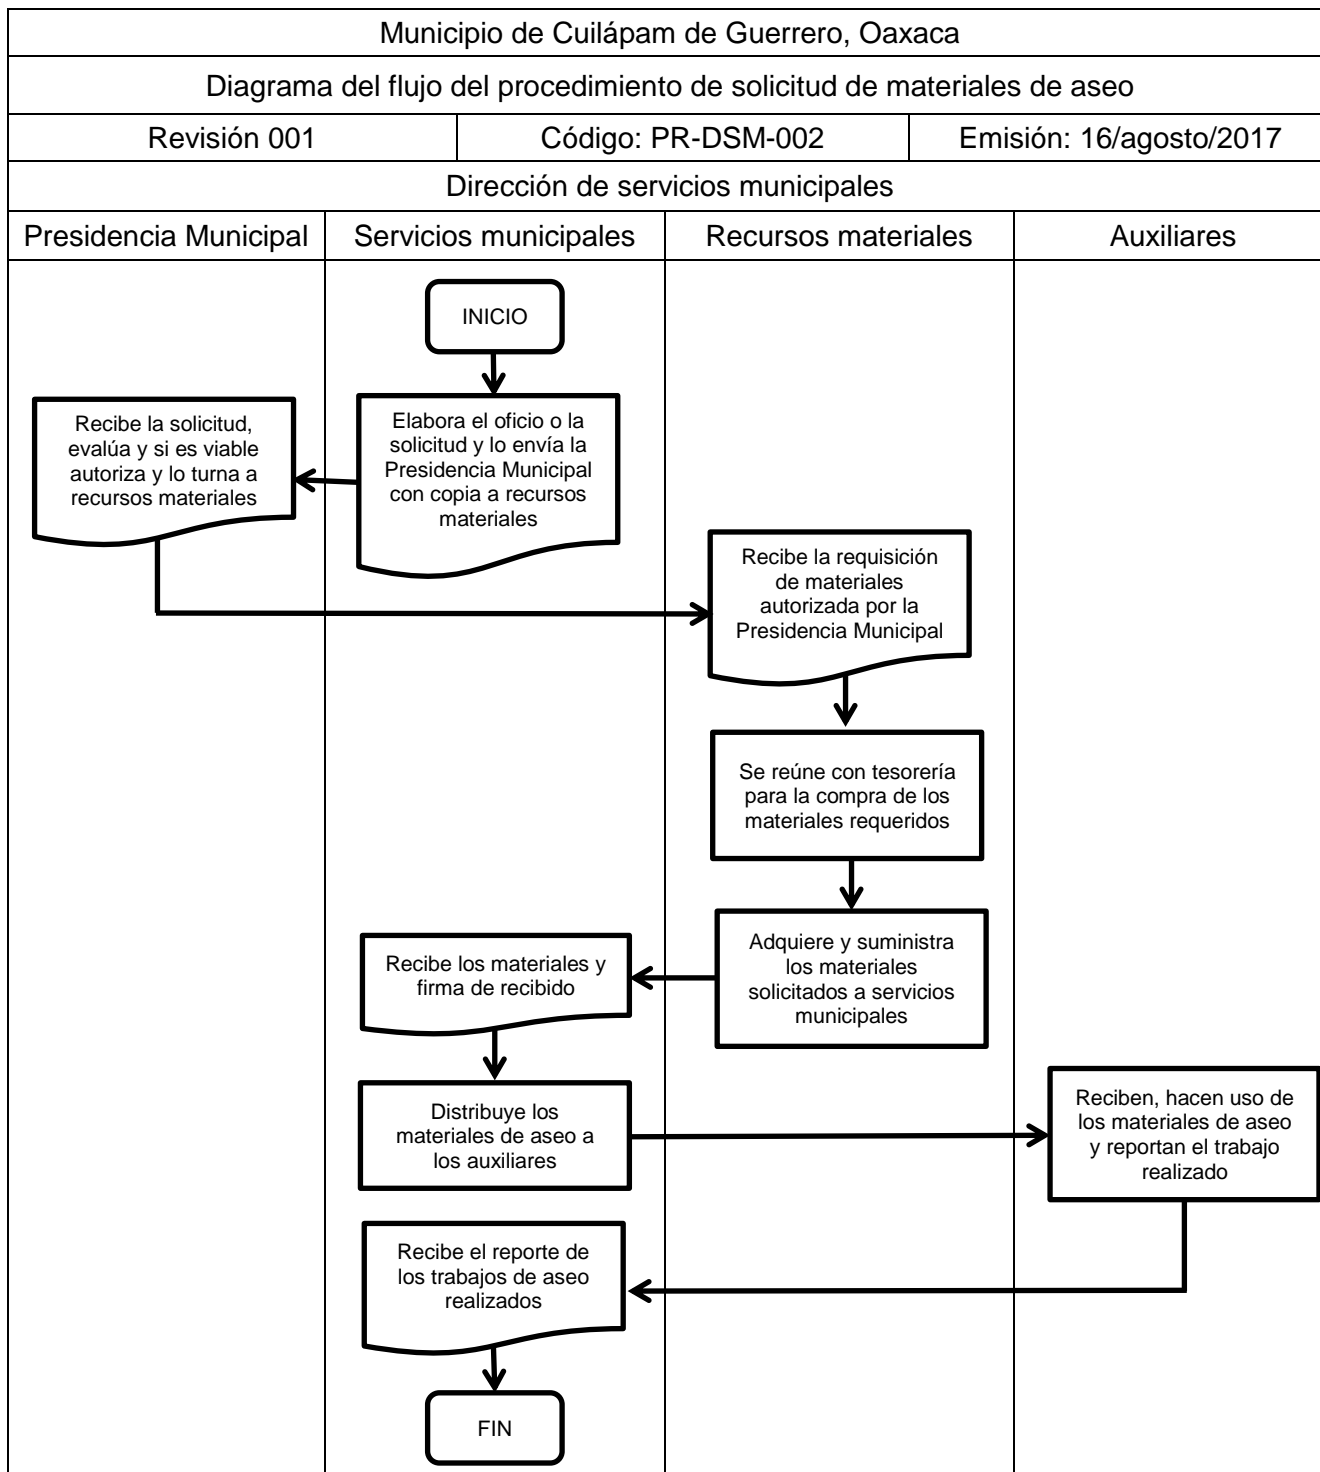 Municipio de Cuilápam de Guerrero, Oaxaca
Diagrama del flujo del procedimiento de solicitud de materiales de aseo
Revisión 001
Código: PR-DSM-002
Emisión: 16/agosto/2017
Dirección de servicios municipales
Presidencia Municipal
Servicios municipales
Recursos materiales
Auxiliares
INICIO
Elabora el oficio o la
solicitud y lo envía la
Presidencia Municipal
con copia a recursos
materiales
Recibe la solicitud,
evalúa y si es viable
autoriza y lo turna a
recursos materiales
Recibe la requisición
de materiales
autorizada por la
Presidencia Municipal
Se reúne con tesorería
para la compra de los
materiales requeridos
Adquiere y suministra
los materiales
solicitados a servicios
municipales
Recibe los materiales y
firma de recibido
Distribuye los
materiales de aseo a
los auxiliares
Reciben, hacen uso de
los materiales de aseo
y reportan el trabajo
realizado
Recibe el reporte de
los trabajos de aseo
realizados
FIN